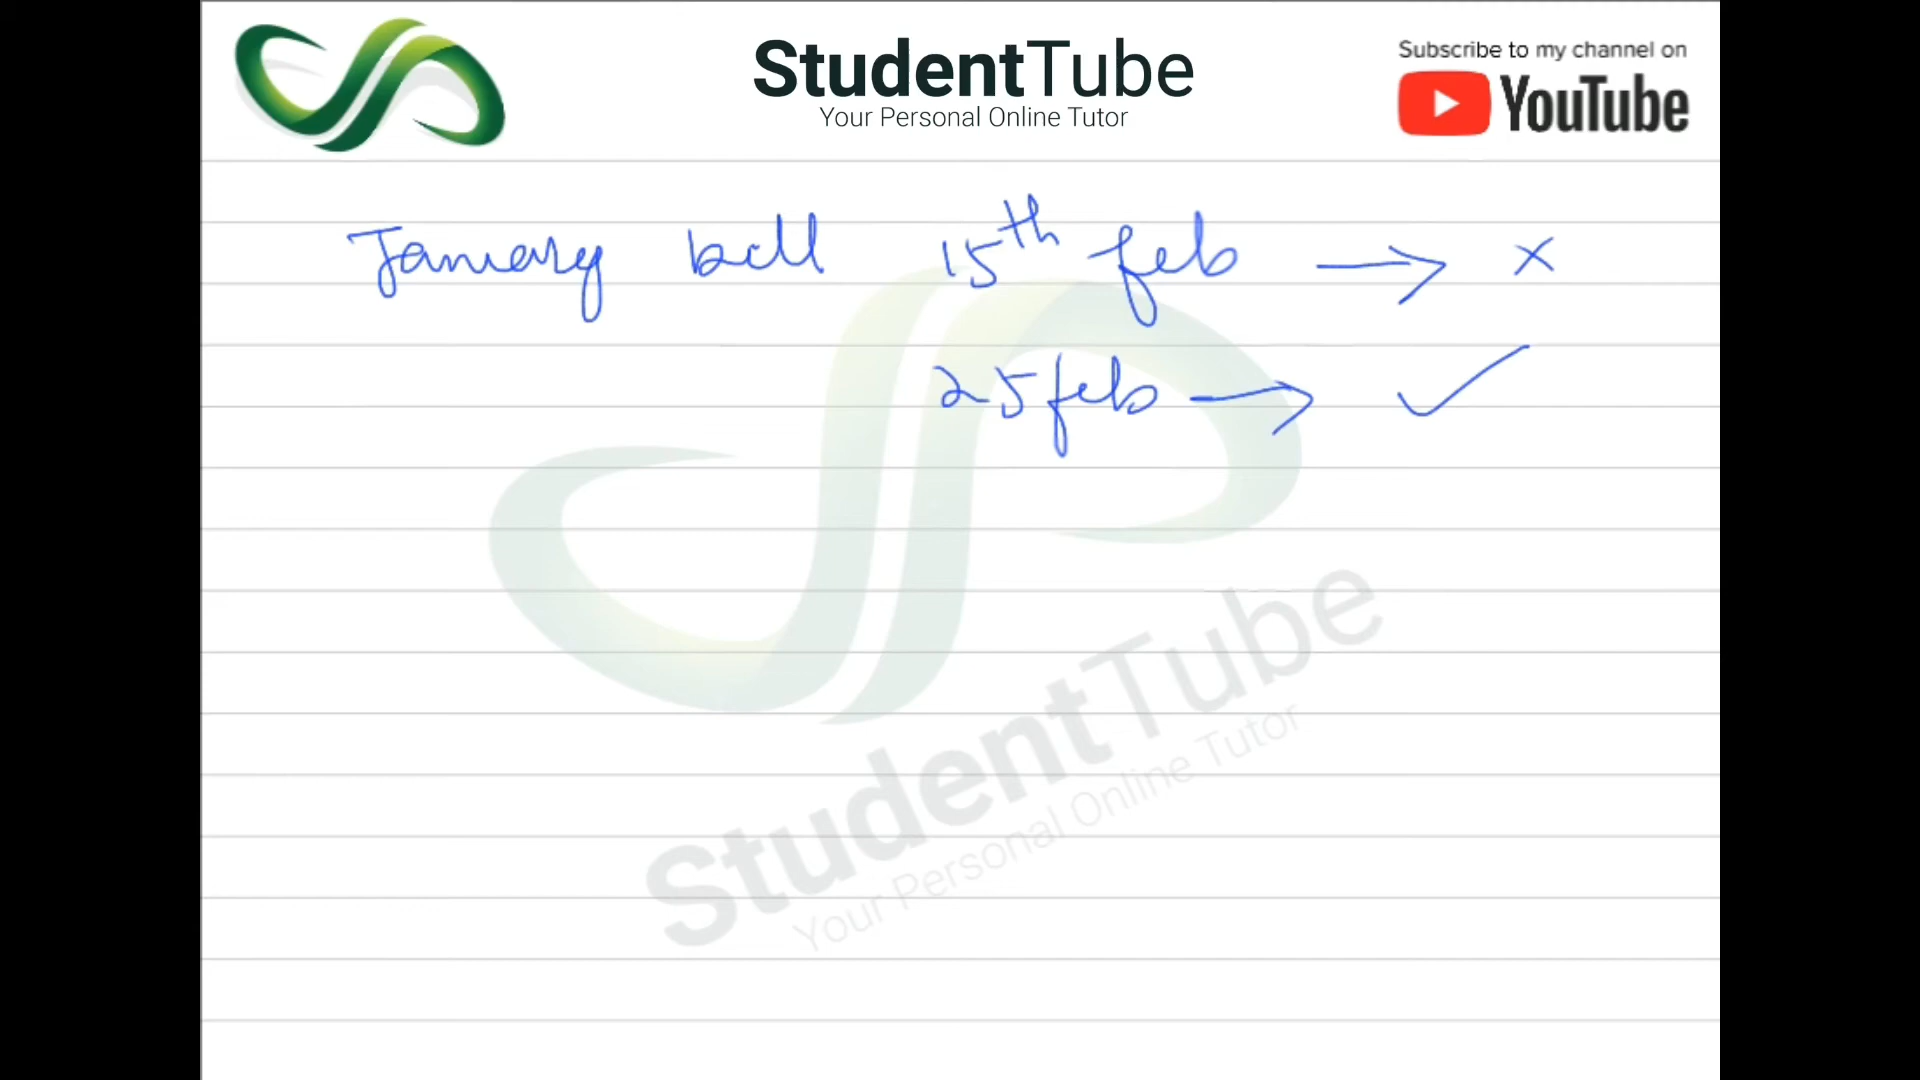 StudentTube
Your Personal Online Tutor
Subscribe to my channel on
YouTube
January bill 15th feb → ×
25 feb → ✓
StudentTube
Your Personal Online Tutor